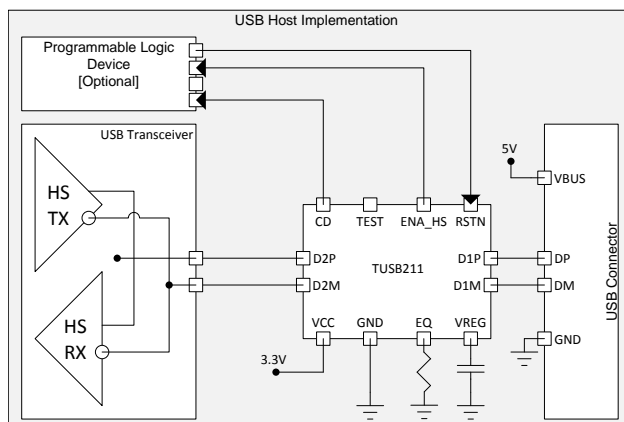 USB Host Implementation
Programmable Logic
Device
[Optional]
USB Transceiver
HS
TX
HS
RX
CD
TEST
ENA_HS
RSTN
D2P
D2M
TUSB211
D1P
D1M
VCC
GND
EQ
VREG
3.3V
5V
VBUS
DP
DM
GND
USB Connector